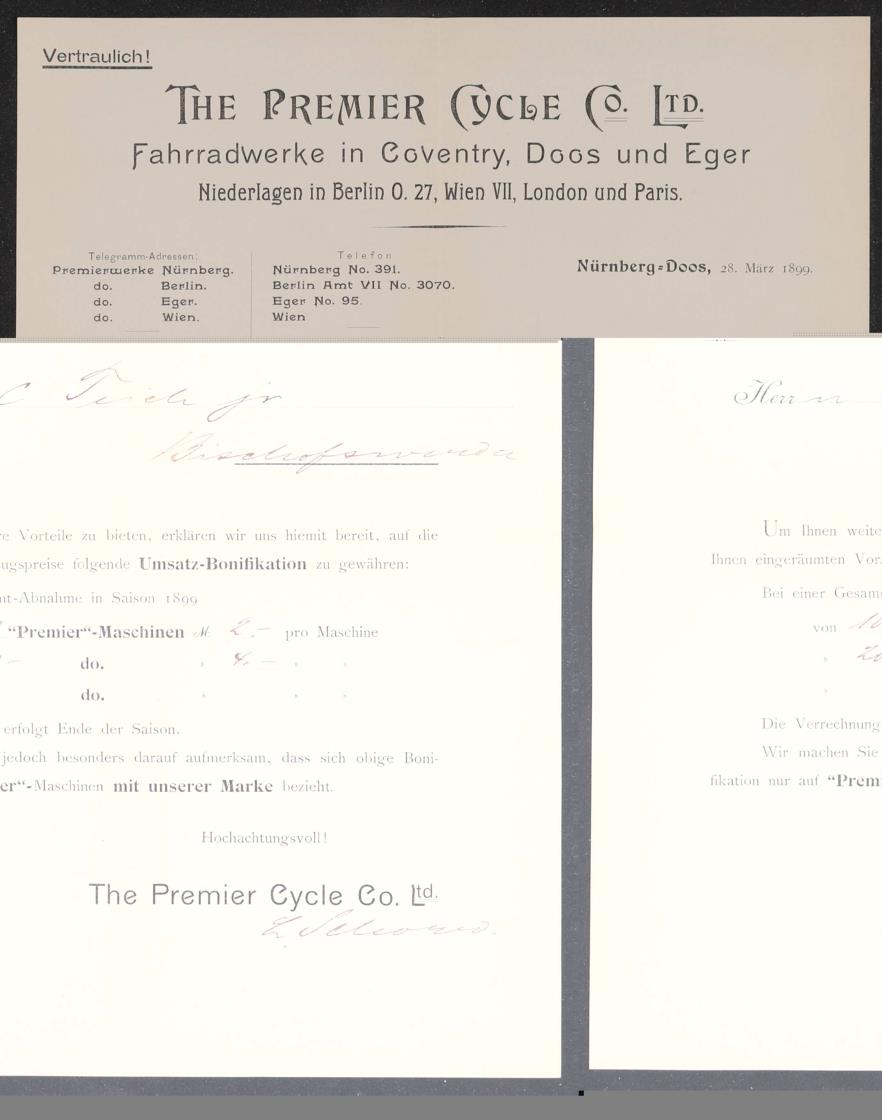 Vertraulich!
THE PREMIER CYCLE CO. LTD.
Fahrradwerke in Coventry, Doos und Eger
Niederlagen in Berlin O. 27, Wien VII, London und Paris.
Telegramm-Adressen:
Premierwerke Nürnberg.
do. Berlin.
do. Eger.
do. Wien.
Telefon
Nürnberg No. 391.
Berlin Amt VII No. 3070.
Eger No. 95.
Wien
Nürnberg-Doos, 28. März 1899.
C Teich jr
Bischofswerda
re Vorteile zu bieten, erklären wir uns hiemit bereit, auf die
ugspreise folgende Umsatz-Bonifikation zu gewähren:
nt-Abnahme in Saison 1899
"Premier"-Maschinen M. 2.- pro Maschine
do. " 4.- " "
do. " " "
erfolgt Ende der Saison.
jedoch besonders darauf aufmerksam, dass sich obige Boni-
er"-Maschinen mit unserer Marke bezieht.
Hochachtungsvoll!
The Premier Cycle Co. Ltd.
Herrn
Um Ihnen weite
Ihnen eingeräumten Vor
Bei einer Gesam
von 10
" 20
"
Die Verrechnung
Wir machen Sie
fikation nur auf "Prem